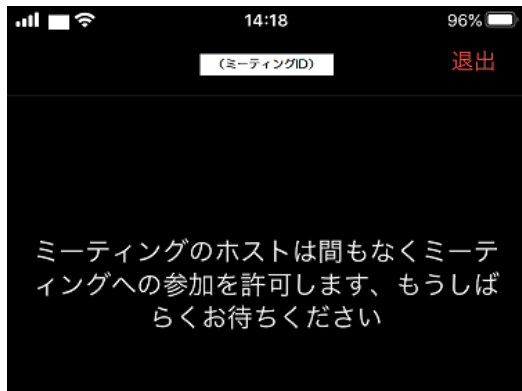 14:18
96%
(ミーティングID)
退出
ミーティングのホストは間もなくミーテ
ィングへの参加を許可します、もうしば
らくお待ちください